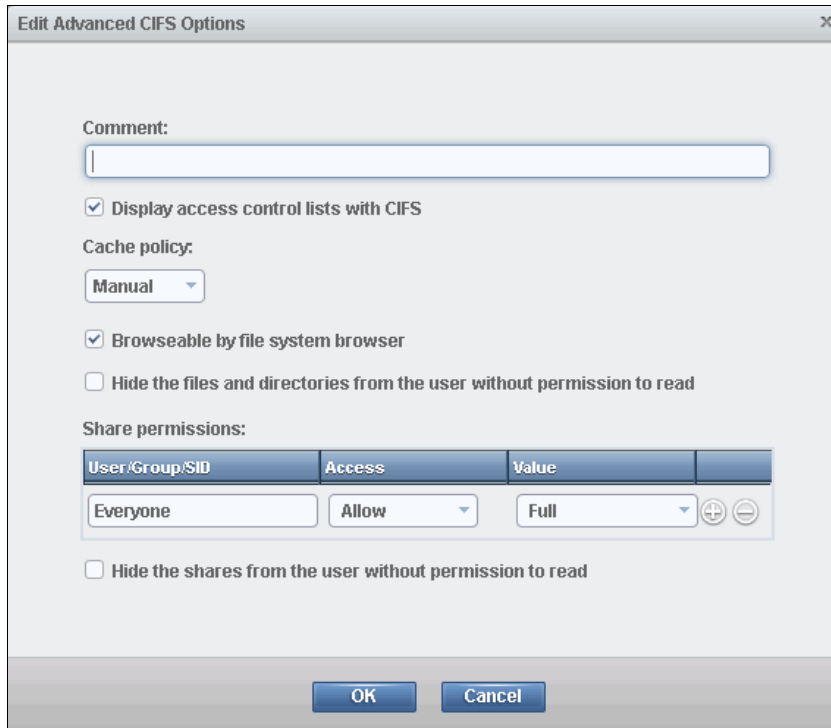 Edit Advanced CIFS Options
Comment:
Display access control lists with CIFS
Cache policy:
Manual
Browseable by file system browser
Hide the files and directories from the user without permission to read
Share permissions:
User/Group/SID Access Value
Everyone Allow Full
Hide the shares from the user without permission to read
OK Cancel